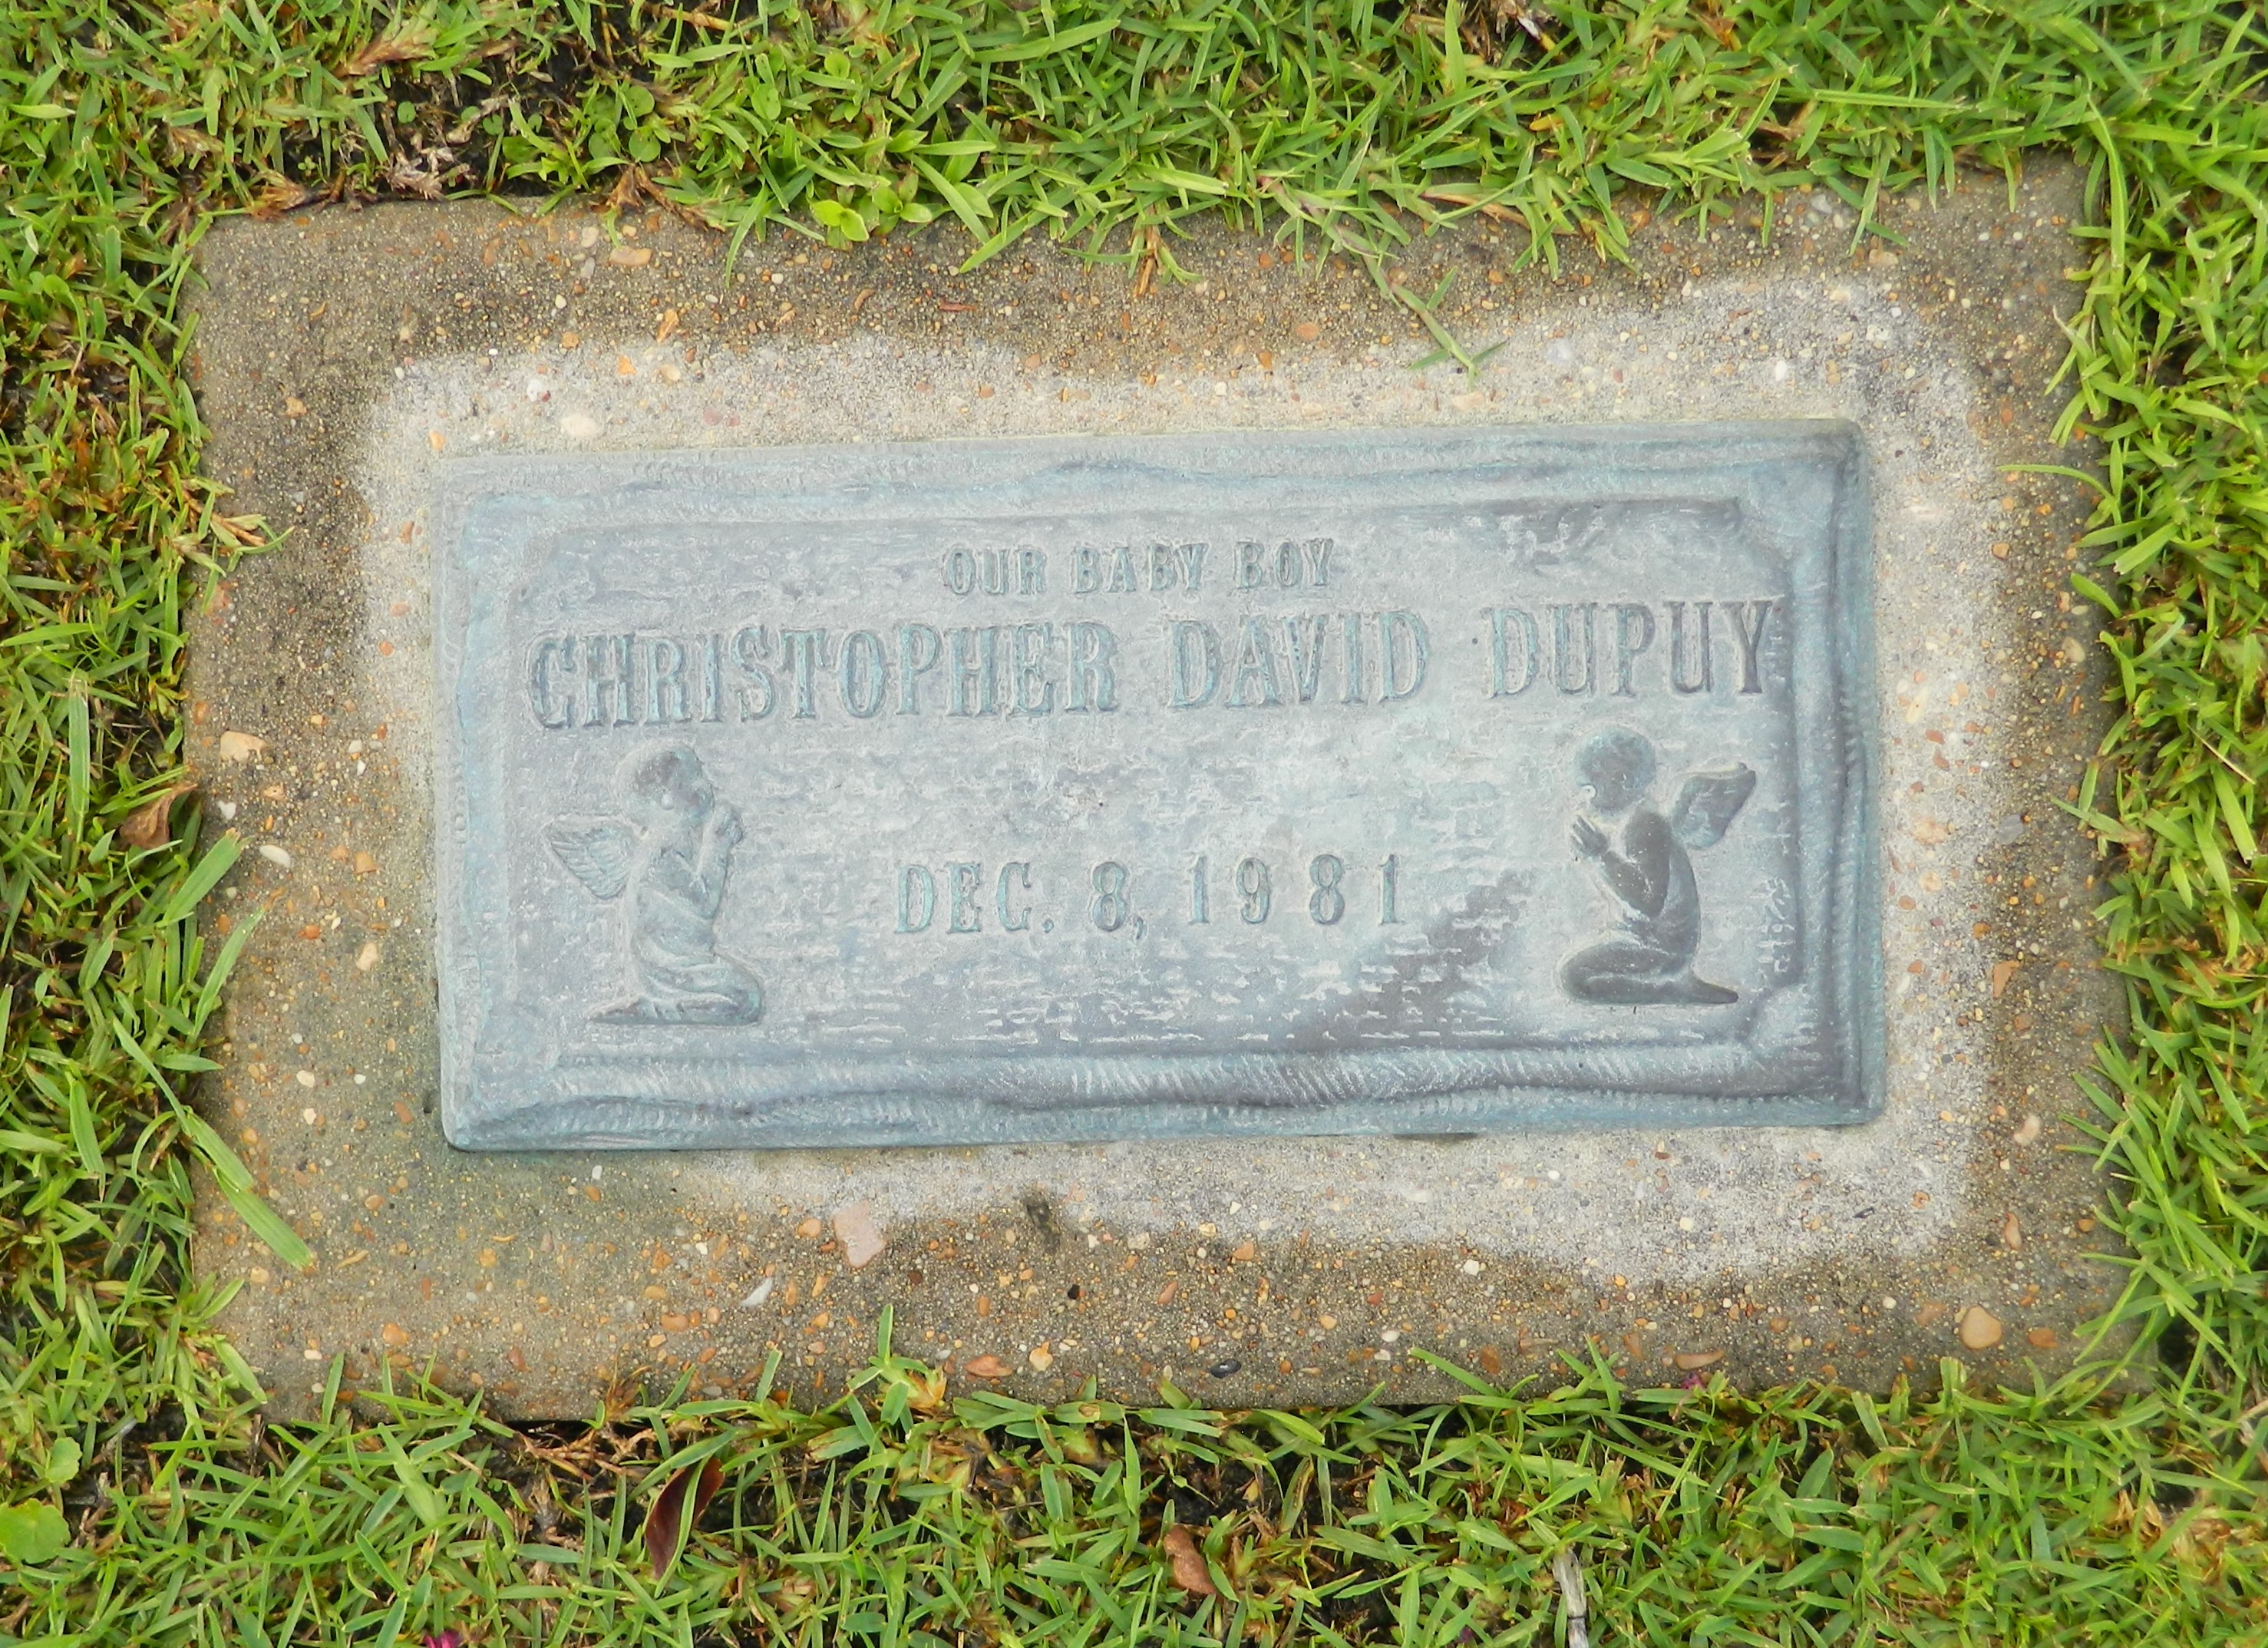 OUR BABY BOY
CHRISTOPHER DAVID DUPUY
DEC. 8, 1981